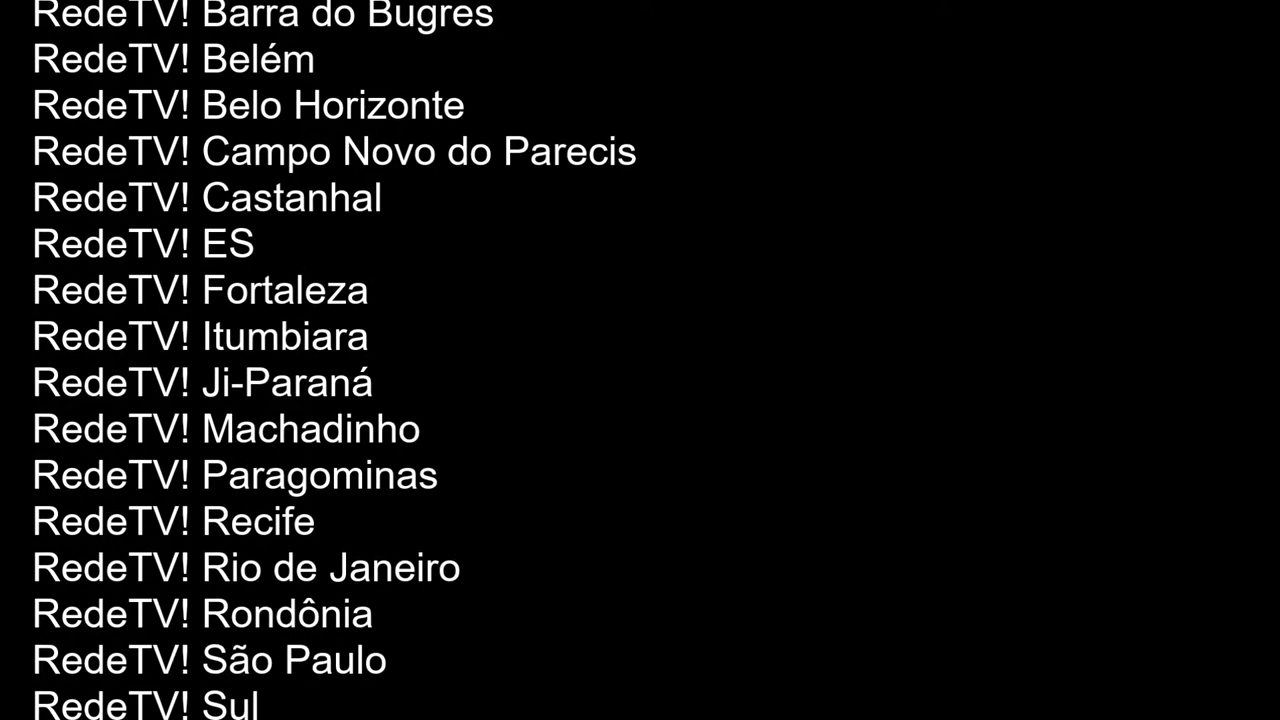 RedeTV! Barra do Bugres
RedeTV! Belém
RedeTV! Belo Horizonte
RedeTV! Campo Novo do Parecis
RedeTV! Castanhal
RedeTV! ES
RedeTV! Fortaleza
RedeTV! Itumbiara
RedeTV! Ji-Paraná
RedeTV! Machadinho
RedeTV! Paragominas
RedeTV! Recife
RedeTV! Rio de Janeiro
RedeTV! Rondônia
RedeTV! São Paulo
RedeTV! Sul